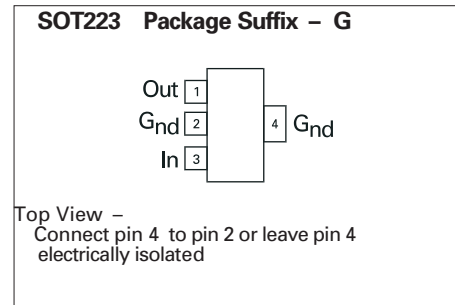 SOT223 Package Suffix – G
Out 1
Gnd 2
4 Gnd
In 3
Top View –
Connect pin 4 to pin 2 or leave pin 4
electrically isolated